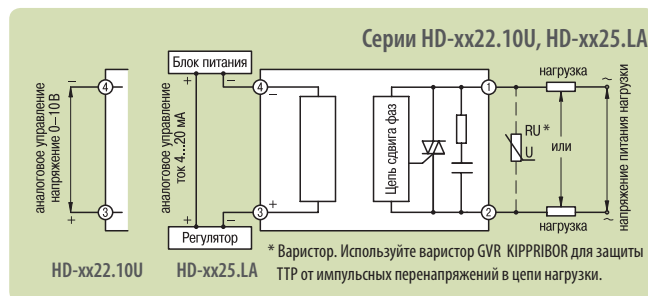 Серии HD-xx22.10U, HD-xx25.LA
Блок питания
аналоговое управление
напряжение 0–10В
− 4
3 +
аналоговое управление
ток 4...20 мА
+ −
4 −
3 +
+ −
Регулятор
Цепь сдвига фаз
1
2
нагрузка
RU *
U
или
нагрузка
~
напряжение питания нагрузки
~
HD-xx22.10U
HD-xx25.LA
* Варистор. Используйте варистор GVR KIPPRIBOR для защиты
ТТР от импульсных перенапряжений в цепи нагрузки.